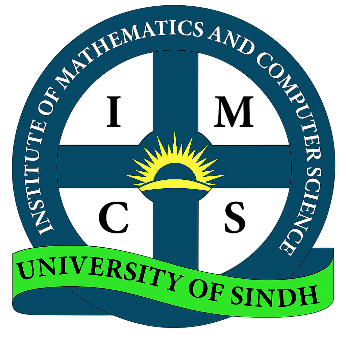 INSTITUTE OF MATHEMATICS AND COMPUTER SCIENCE
I M
C S
UNIVERSITY OF SINDH